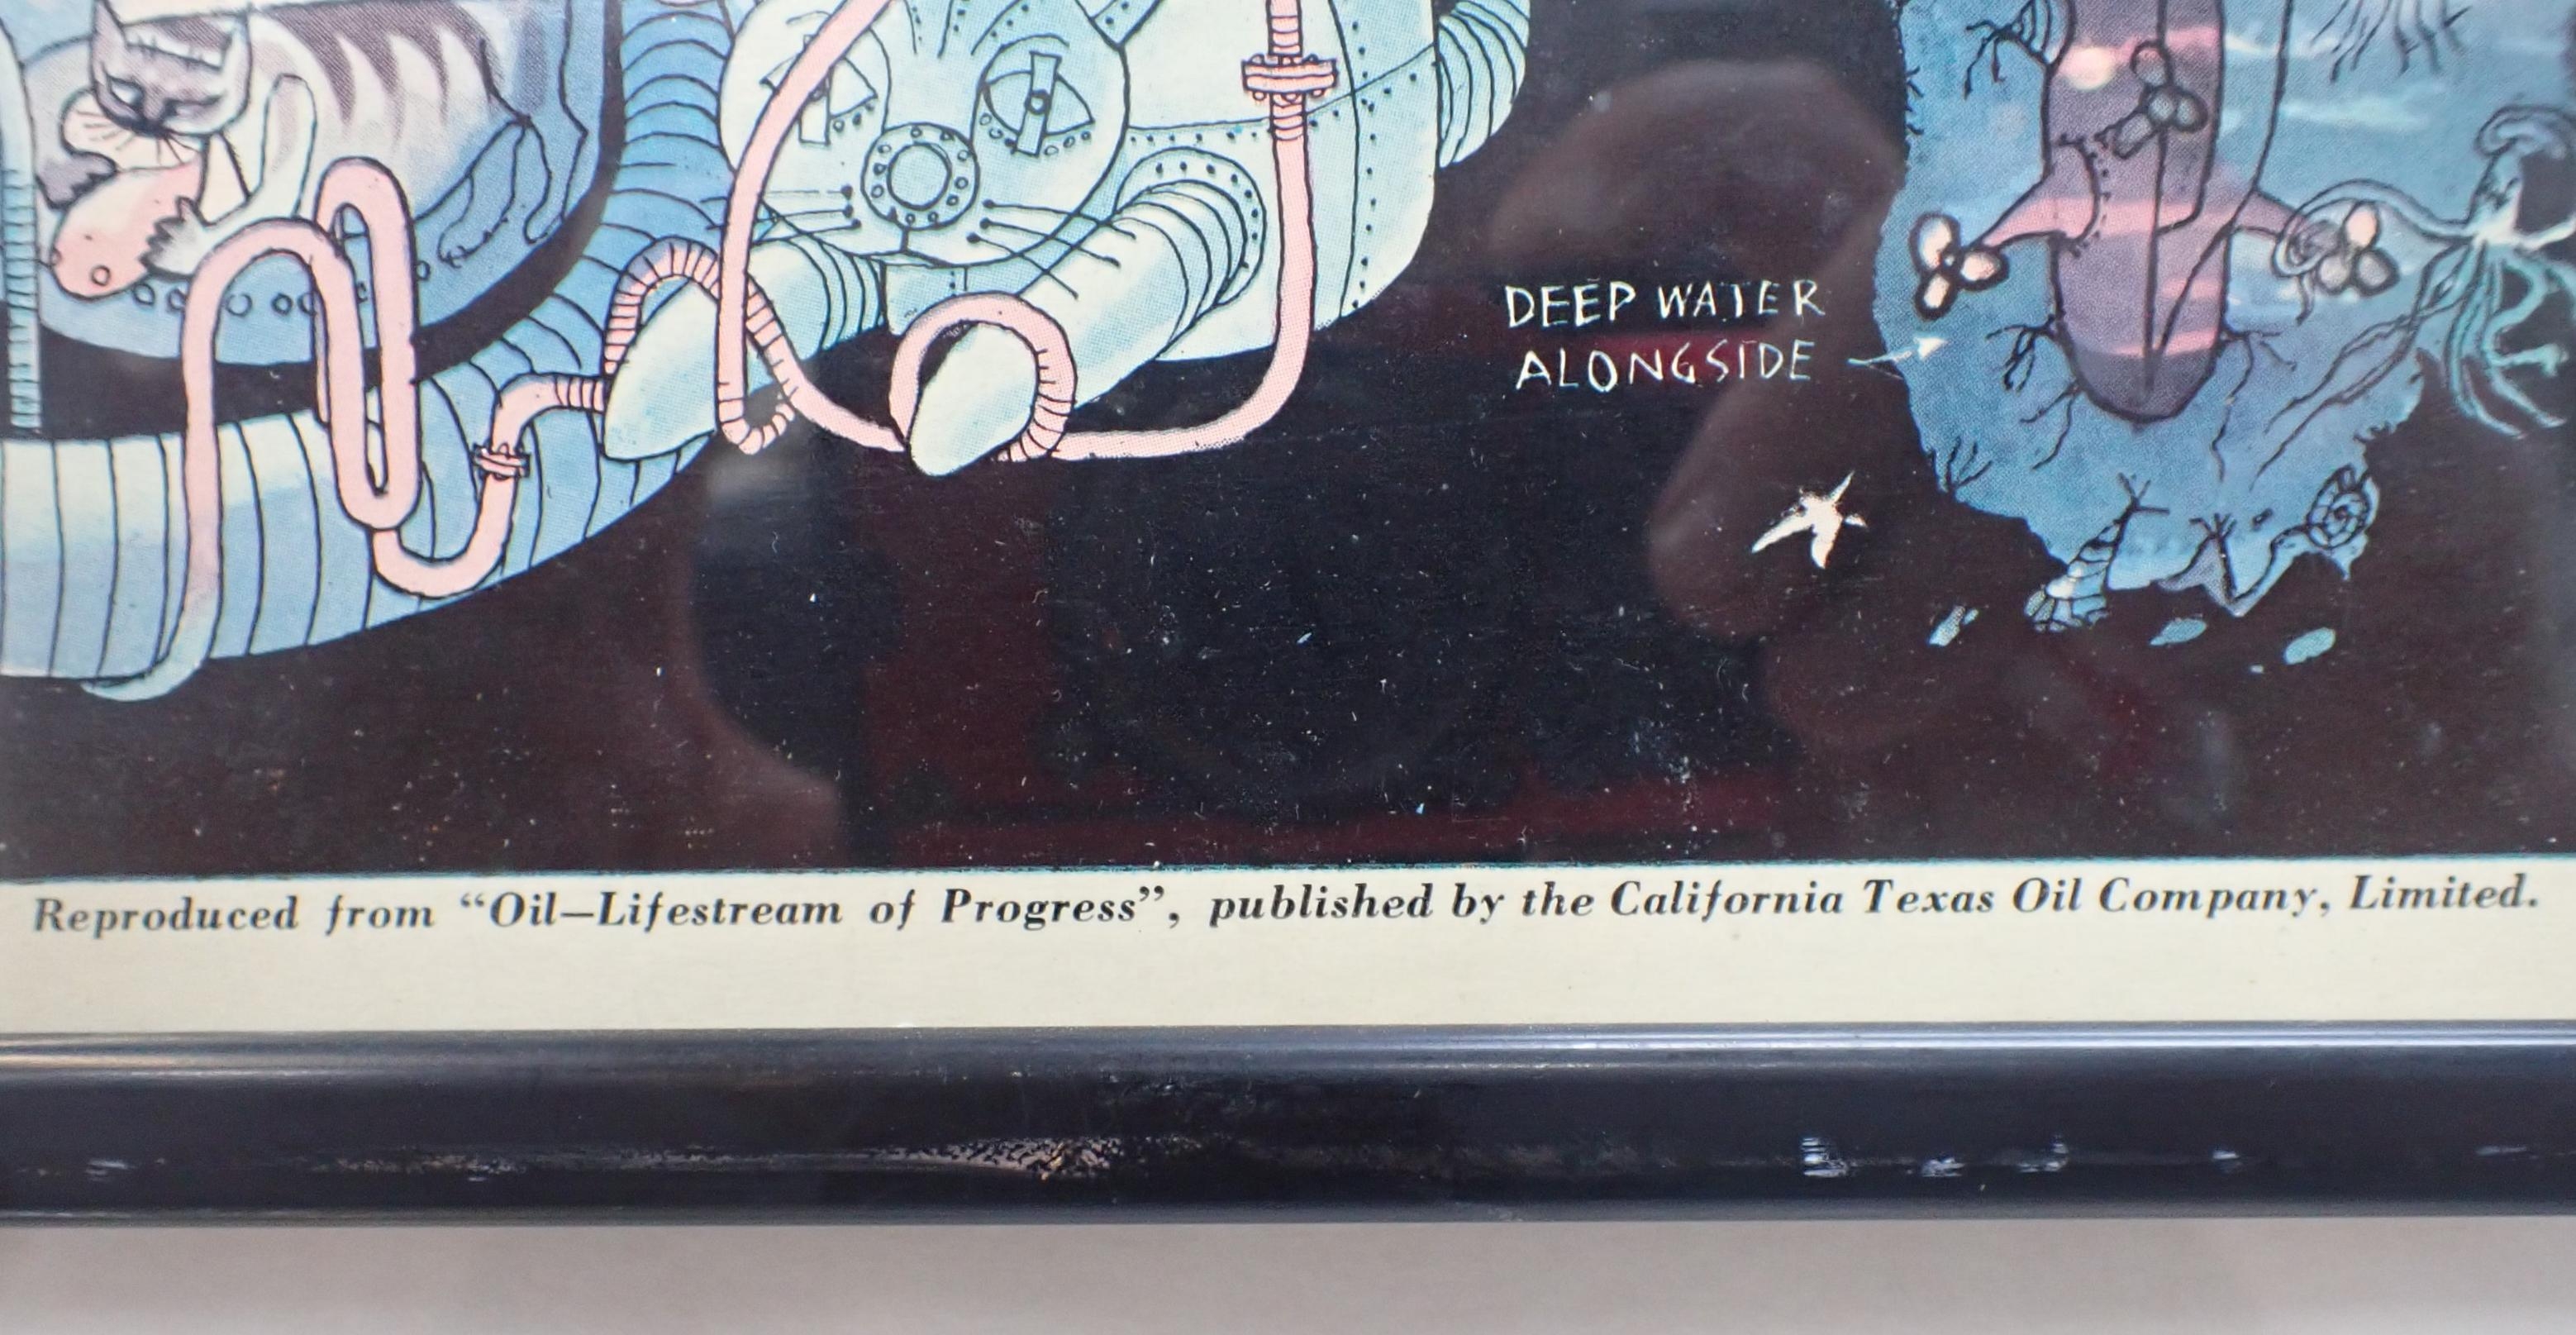 DEEP WATER
ALONGSIDE
Reproduced from “Oil—Lifestream of Progress”, published by the California Texas Oil Company, Limited.